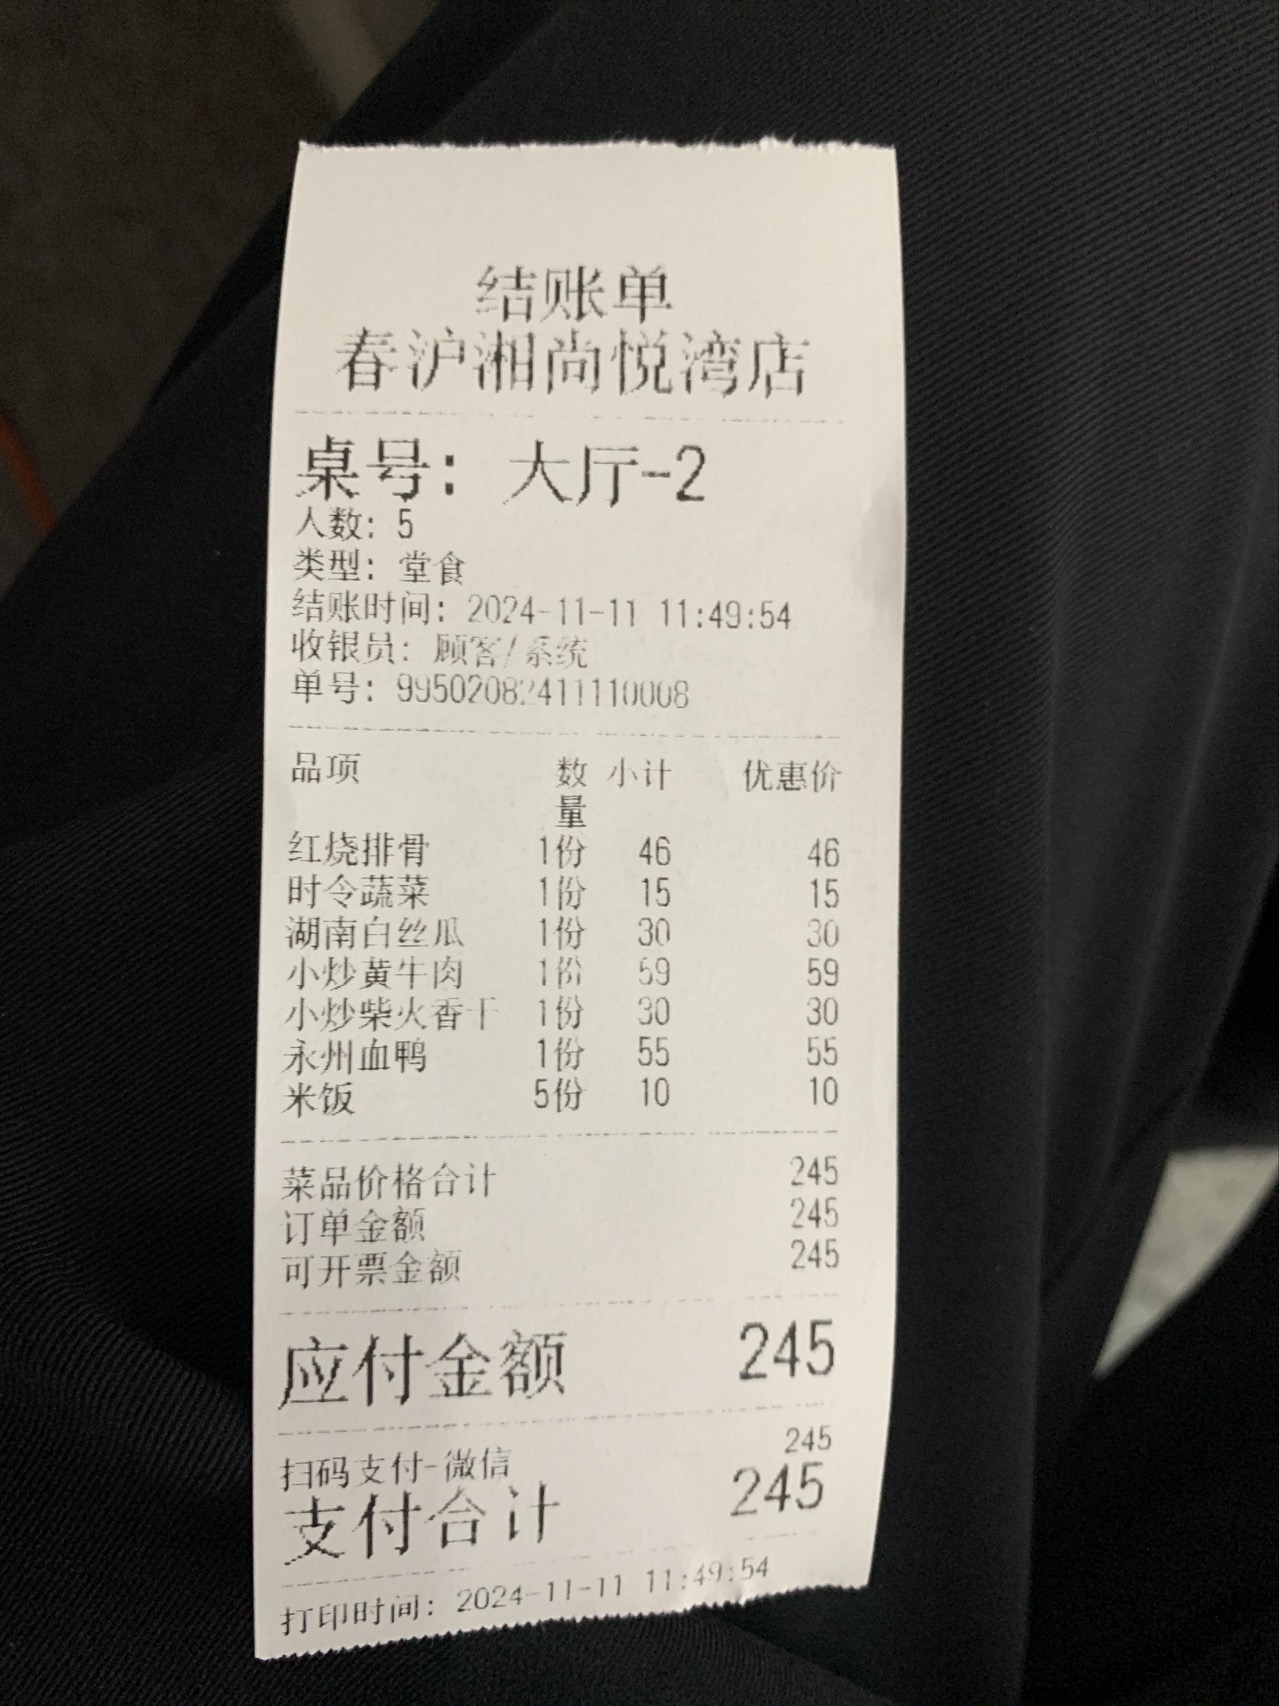 结账单
春沪湘尚悦湾店
桌号: 大厅-2
人数: 5
类型: 堂食
结账时间: 2024-11-11 11:49:54
收银员: 顾客/系统
单号: 99502082411110008
品项 数量 小计 优惠价
红烧排骨 1份 46 46
时令蔬菜 1份 15 15
湖南白丝瓜 1份 30 30
小炒黄牛肉 1份 59 59
小炒柴火香干 1份 30 30
永州血鸭 1份 55 55
米饭 5份 10 10
菜品价格合计 245
订单金额 245
可开票金额 245
应付金额 245
扫码支付-微信 245
支付合计 245
打印时间: 2024-11-11 11:49:54